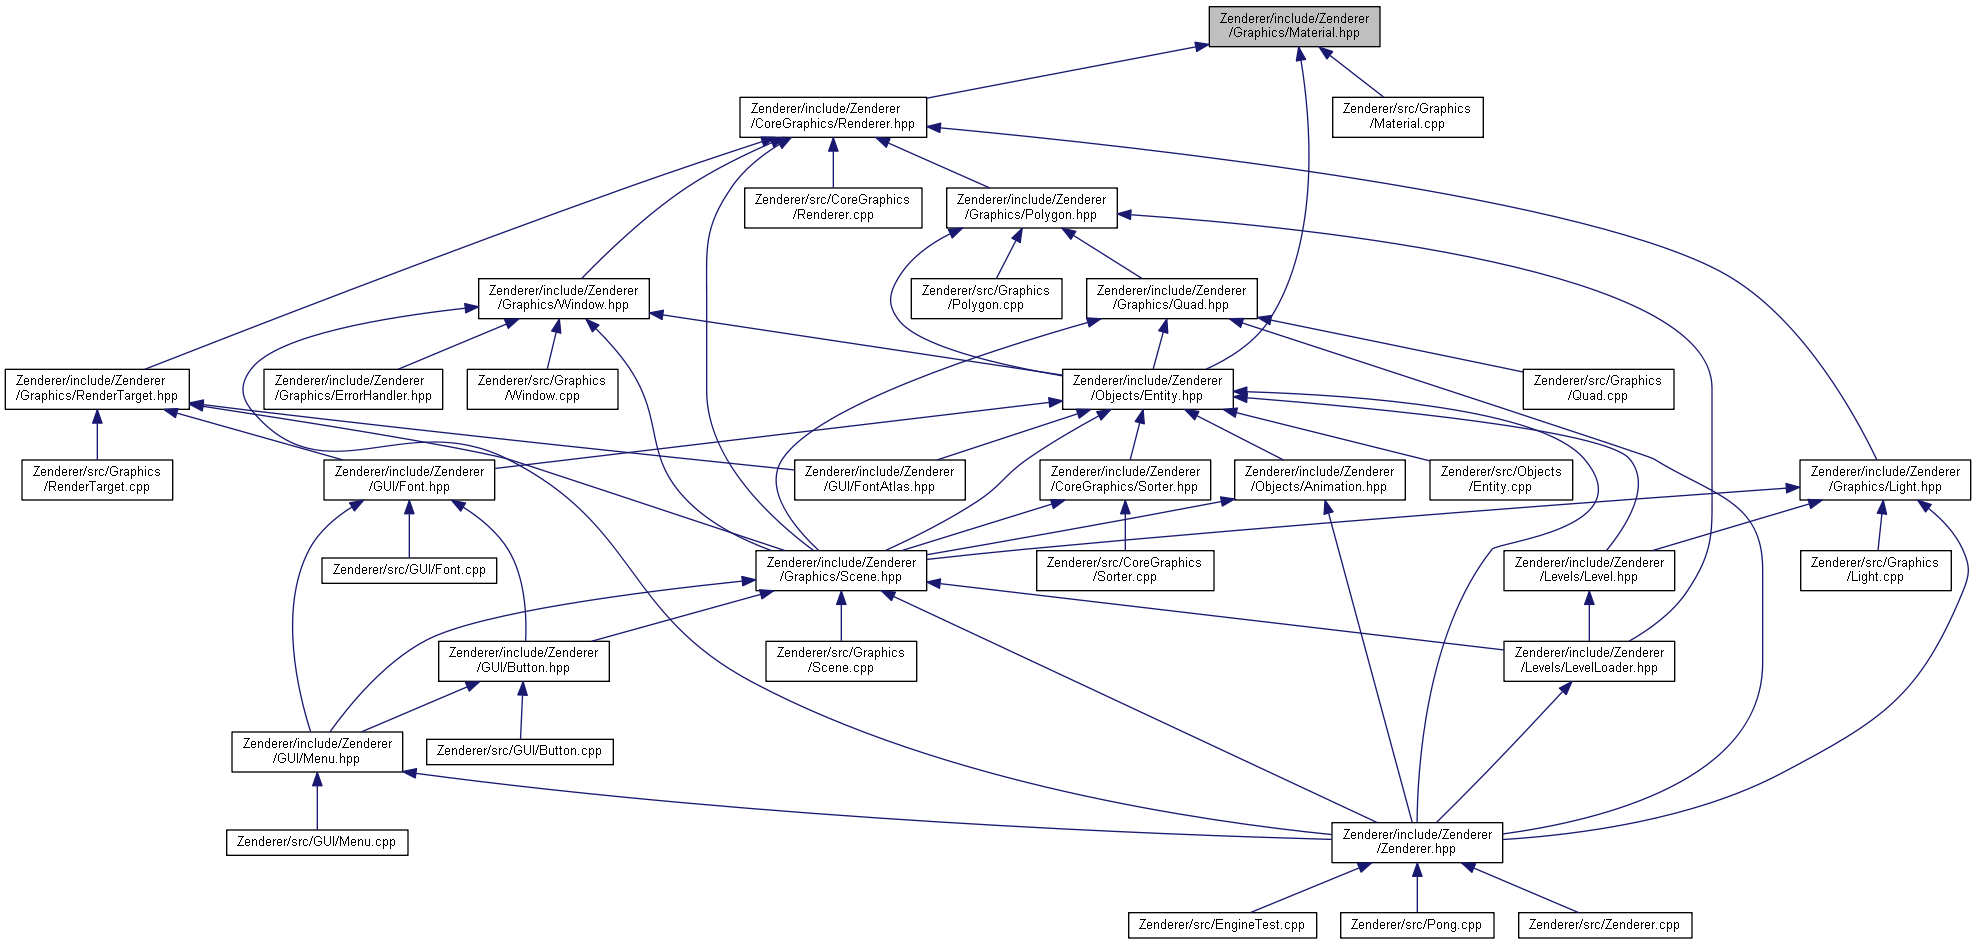 Zenderer/include/Zenderer
/Graphics/Material.hpp
Zenderer/include/Zenderer
/CoreGraphics/Renderer.hpp
Zenderer/src/Graphics
/Material.cpp
Zenderer/src/CoreGraphics
/Renderer.cpp
Zenderer/include/Zenderer
/Graphics/Polygon.hpp
Zenderer/include/Zenderer
/Graphics/Window.hpp
Zenderer/src/Graphics
/Polygon.cpp
Zenderer/include/Zenderer
/Graphics/Quad.hpp
Zenderer/include/Zenderer
/Graphics/RenderTarget.hpp
Zenderer/include/Zenderer
/Graphics/ErrorHandler.hpp
Zenderer/src/Graphics
/Window.cpp
Zenderer/include/Zenderer
/Objects/Entity.hpp
Zenderer/src/Graphics
/Quad.cpp
Zenderer/src/Graphics
/RenderTarget.cpp
Zenderer/include/Zenderer
/GUI/Font.hpp
Zenderer/include/Zenderer
/GUI/FontAtlas.hpp
Zenderer/include/Zenderer
/CoreGraphics/Sorter.hpp
Zenderer/include/Zenderer
/Objects/Animation.hpp
Zenderer/src/Objects
/Entity.cpp
Zenderer/include/Zenderer
/Graphics/Light.hpp
Zenderer/src/GUI/Font.cpp
Zenderer/include/Zenderer
/Graphics/Scene.hpp
Zenderer/src/CoreGraphics
/Sorter.cpp
Zenderer/include/Zenderer
/Levels/Level.hpp
Zenderer/src/Graphics
/Light.cpp
Zenderer/include/Zenderer
/GUI/Button.hpp
Zenderer/src/Graphics
/Scene.cpp
Zenderer/include/Zenderer
/Levels/LevelLoader.hpp
Zenderer/include/Zenderer
/GUI/Menu.hpp
Zenderer/src/GUI/Button.cpp
Zenderer/src/GUI/Menu.cpp
Zenderer/include/Zenderer
/Zenderer.hpp
Zenderer/src/EngineTest.cpp
Zenderer/src/Pong.cpp
Zenderer/src/Zenderer.cpp